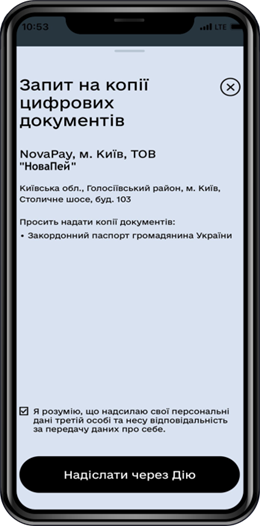 10:53
LTE
Запит на копії
цифрових
документів
NovaPay, м. Київ, ТОВ
"НоваПей"
Київська обл., Голосіївський район, м. Київ,
Столичне шосе, буд. 103
Просить надати копії документів:
• Закордонний паспорт громадянина України
Я розумію, що надсилаю свої персональні
дані третій особі та несу відповідальність
за передачу даних про себе.
Надіслати через Дію